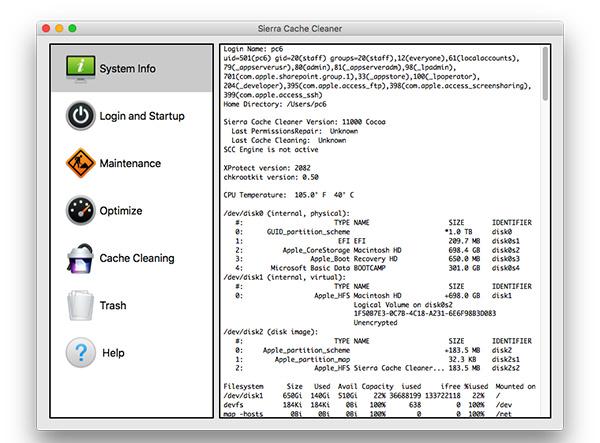 Sierra Cache Cleaner
System Info
Login and Startup
Maintenance
Optimize
Cache Cleaning
Trash
Help
Login Name: pc6
uid=501(pc6) gid=20(staff) groups=20(staff),12(everyone),61(localaccounts),
79(_appserverusr),80(admin),81(_appserveradm),98(_lpadmin),
701(com.apple.sharepoint.group.1),33(_appstore),100(_lpoperator),
204(_developer),395(com.apple.access_ftp),398(com.apple.access_screensharing),
399(com.apple.access_ssh)
Home Directory: /Users/pc6
Sierra Cache Cleaner Version: 11000 Cocoa
Last PermissionsRepair: Unknown
Last Cache Cleaning: Unknown
SCC Engine is not active
XProtect version: 2082
chkrootkit version: 0.50
CPU Temperature: 105.0° F 40° C
/dev/disk0 (internal, physical):
#: TYPE NAME SIZE IDENTIFIER
0: GUID_partition_scheme *1.0 TB disk0
1: EFI EFI 209.7 MB disk0s1
2: Apple_CoreStorage Macintosh HD 698.4 GB disk0s2
3: Apple_Boot Recovery HD 650.0 MB disk0s3
4: Microsoft Basic Data BOOTCAMP 301.0 GB disk0s4
/dev/disk1 (internal, virtual):
#: TYPE NAME SIZE IDENTIFIER
0: Apple_HFS Macintosh HD +698.0 GB disk1
Logical Volume on disk0s2
1F50B7E3-0C7B-4C18-A231-6E6F98B3D083
Unencrypted
/dev/disk2 (disk image):
#: TYPE NAME SIZE IDENTIFIER
0: Apple_partition_scheme +183.5 MB disk2
1: Apple_partition_map 32.3 KB disk2s1
2: Apple_HFS Sierra Cache Cleaner... 183.5 MB disk2s2
Filesystem Size Used Avail Capacity iused ifree %iused Mounted on
/dev/disk1 650Gi 140Gi 510Gi 22% 36688199 133722118 22% /
devfs 184Ki 184Ki 0Bi 100% 638 0 100% /dev
map -hosts 0Bi 0Bi 0Bi 100% 0 0 100% /net